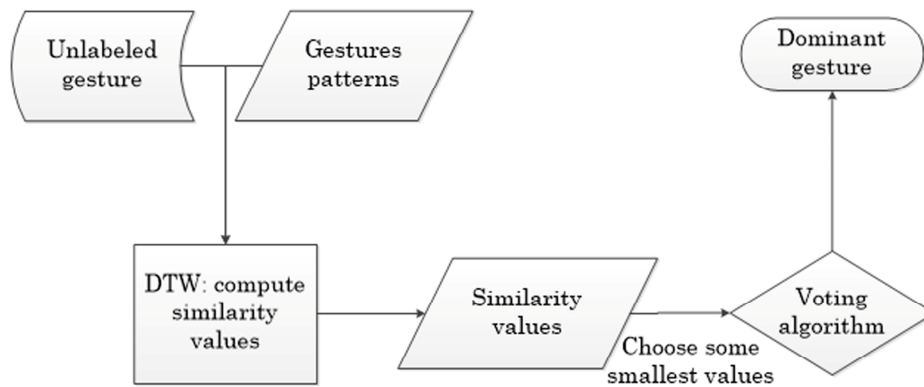 Unlabeled
gesture
Gestures
patterns
Dominant
gesture
DTW: compute
similarity
values
Similarity
values
Choose some
smallest values
Voting
algorithm